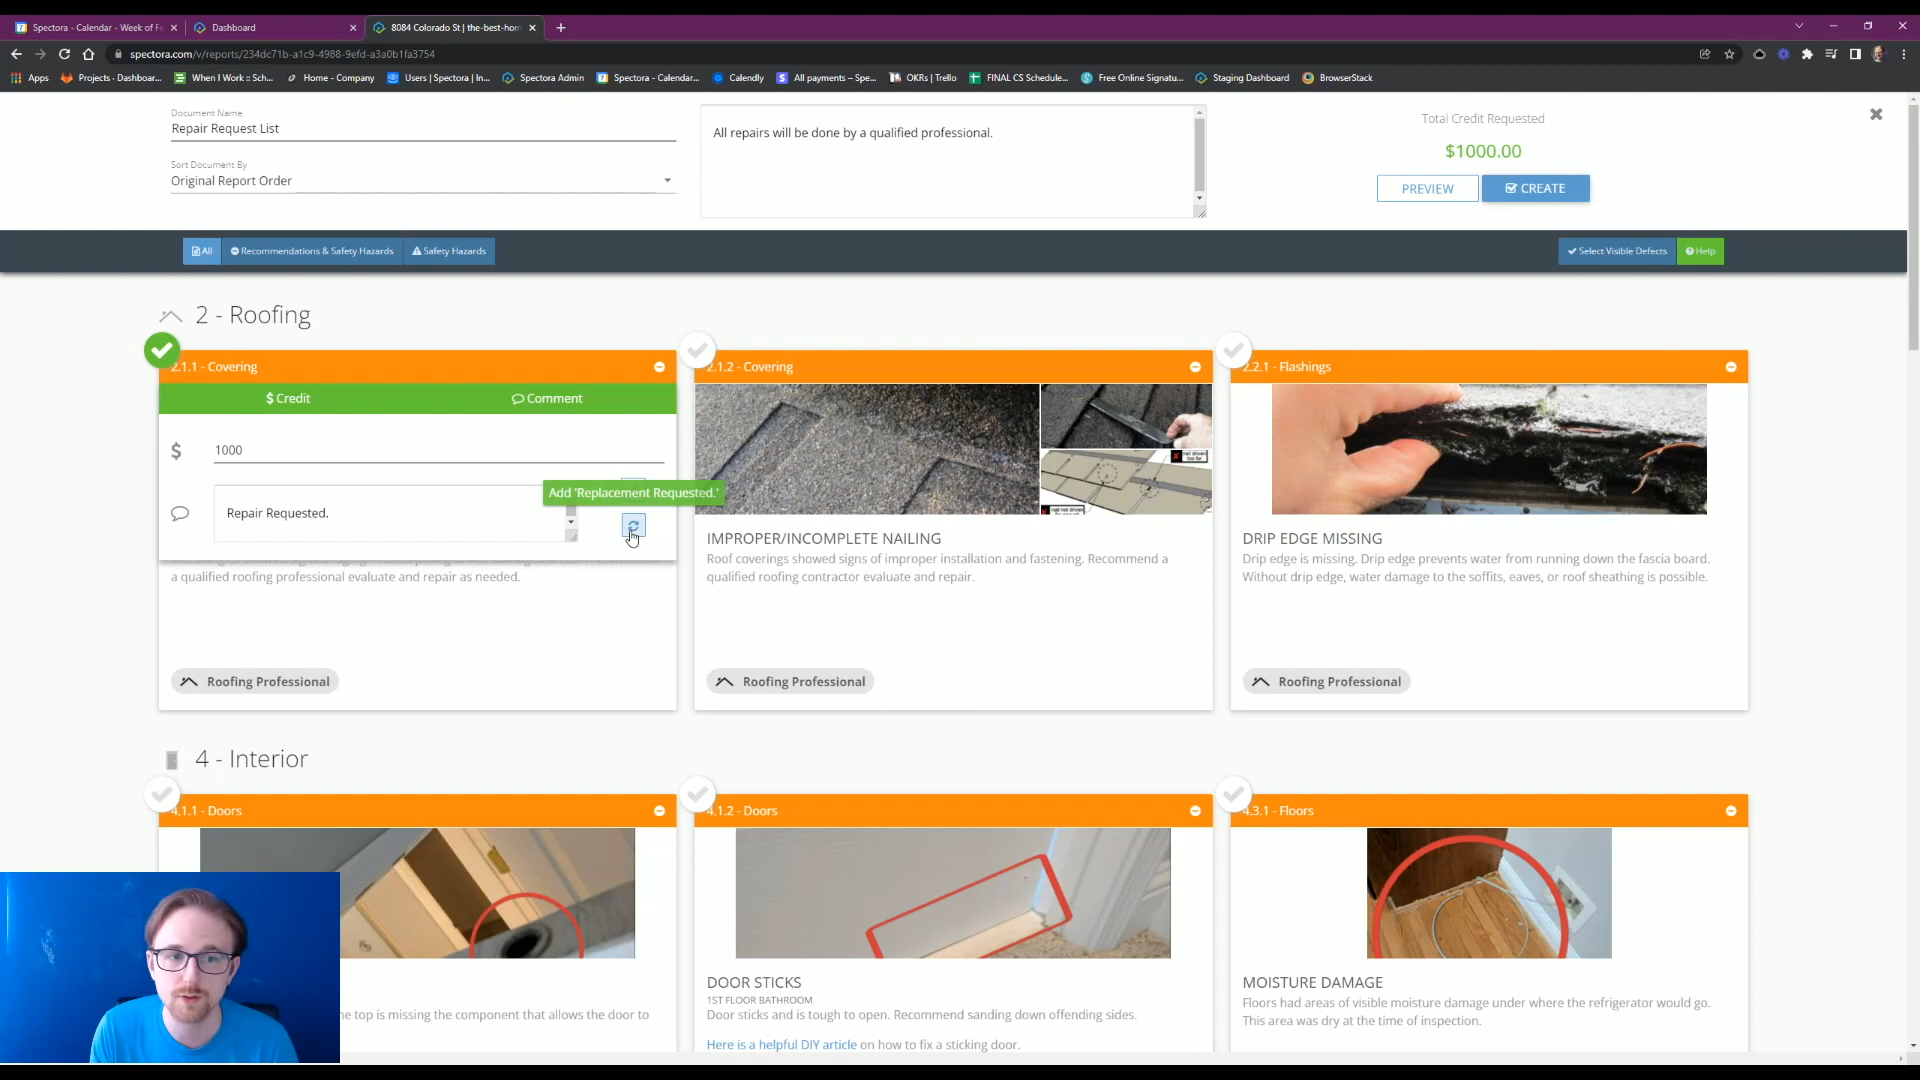 Spectora - Calendar - Week of Fe
Dashboard
8084 Colorado St | the-best-hom
spectora.com/v/reports/234dc71b-a1c9-4988-9efd-a3a0b1fa3754
Apps
Projects · Dashboar...
When I Work :: Sch...
Home - Company
Users | Spectora | In...
Spectora Admin
Spectora - Calendar...
Calendly
All payments – Spe...
OKRs | Trello
FINAL CS Schedule...
Free Online Signatu...
Staging Dashboard
BrowserStack
Document Name
Repair Request List
Sort Document By
Original Report Order
All repairs will be done by a qualified professional.
Total Credit Requested
$1000.00
PREVIEW
CREATE
All
Recommendations & Safety Hazards
Safety Hazards
Select Visible Defects
Help
2 - Roofing
2.1.1 - Covering
$ Credit
Comment
$
1000
Add 'Replacement Requested.'
Repair Requested.
a qualified roofing professional evaluate and repair as needed.
Roofing Professional
2.1.2 - Covering
IMPROPER/INCOMPLETE NAILING
Roof coverings showed signs of improper installation and fastening. Recommend a
qualified roofing contractor evaluate and repair.
Roofing Professional
2.2.1 - Flashings
DRIP EDGE MISSING
Drip edge is missing. Drip edge prevents water from running down the fascia board.
Without drip edge, water damage to the soffits, eaves, or roof sheathing is possible.
Roofing Professional
4 - Interior
4.1.1 - Doors
he top is missing the component that allows the door to
4.1.2 - Doors
DOOR STICKS
1ST FLOOR BATHROOM
Door sticks and is tough to open. Recommend sanding down offending sides.
Here is a helpful DIY article on how to fix a sticking door.
4.3.1 - Floors
MOISTURE DAMAGE
Floors had areas of visible moisture damage under where the refrigerator would go.
This area was dry at the time of inspection.